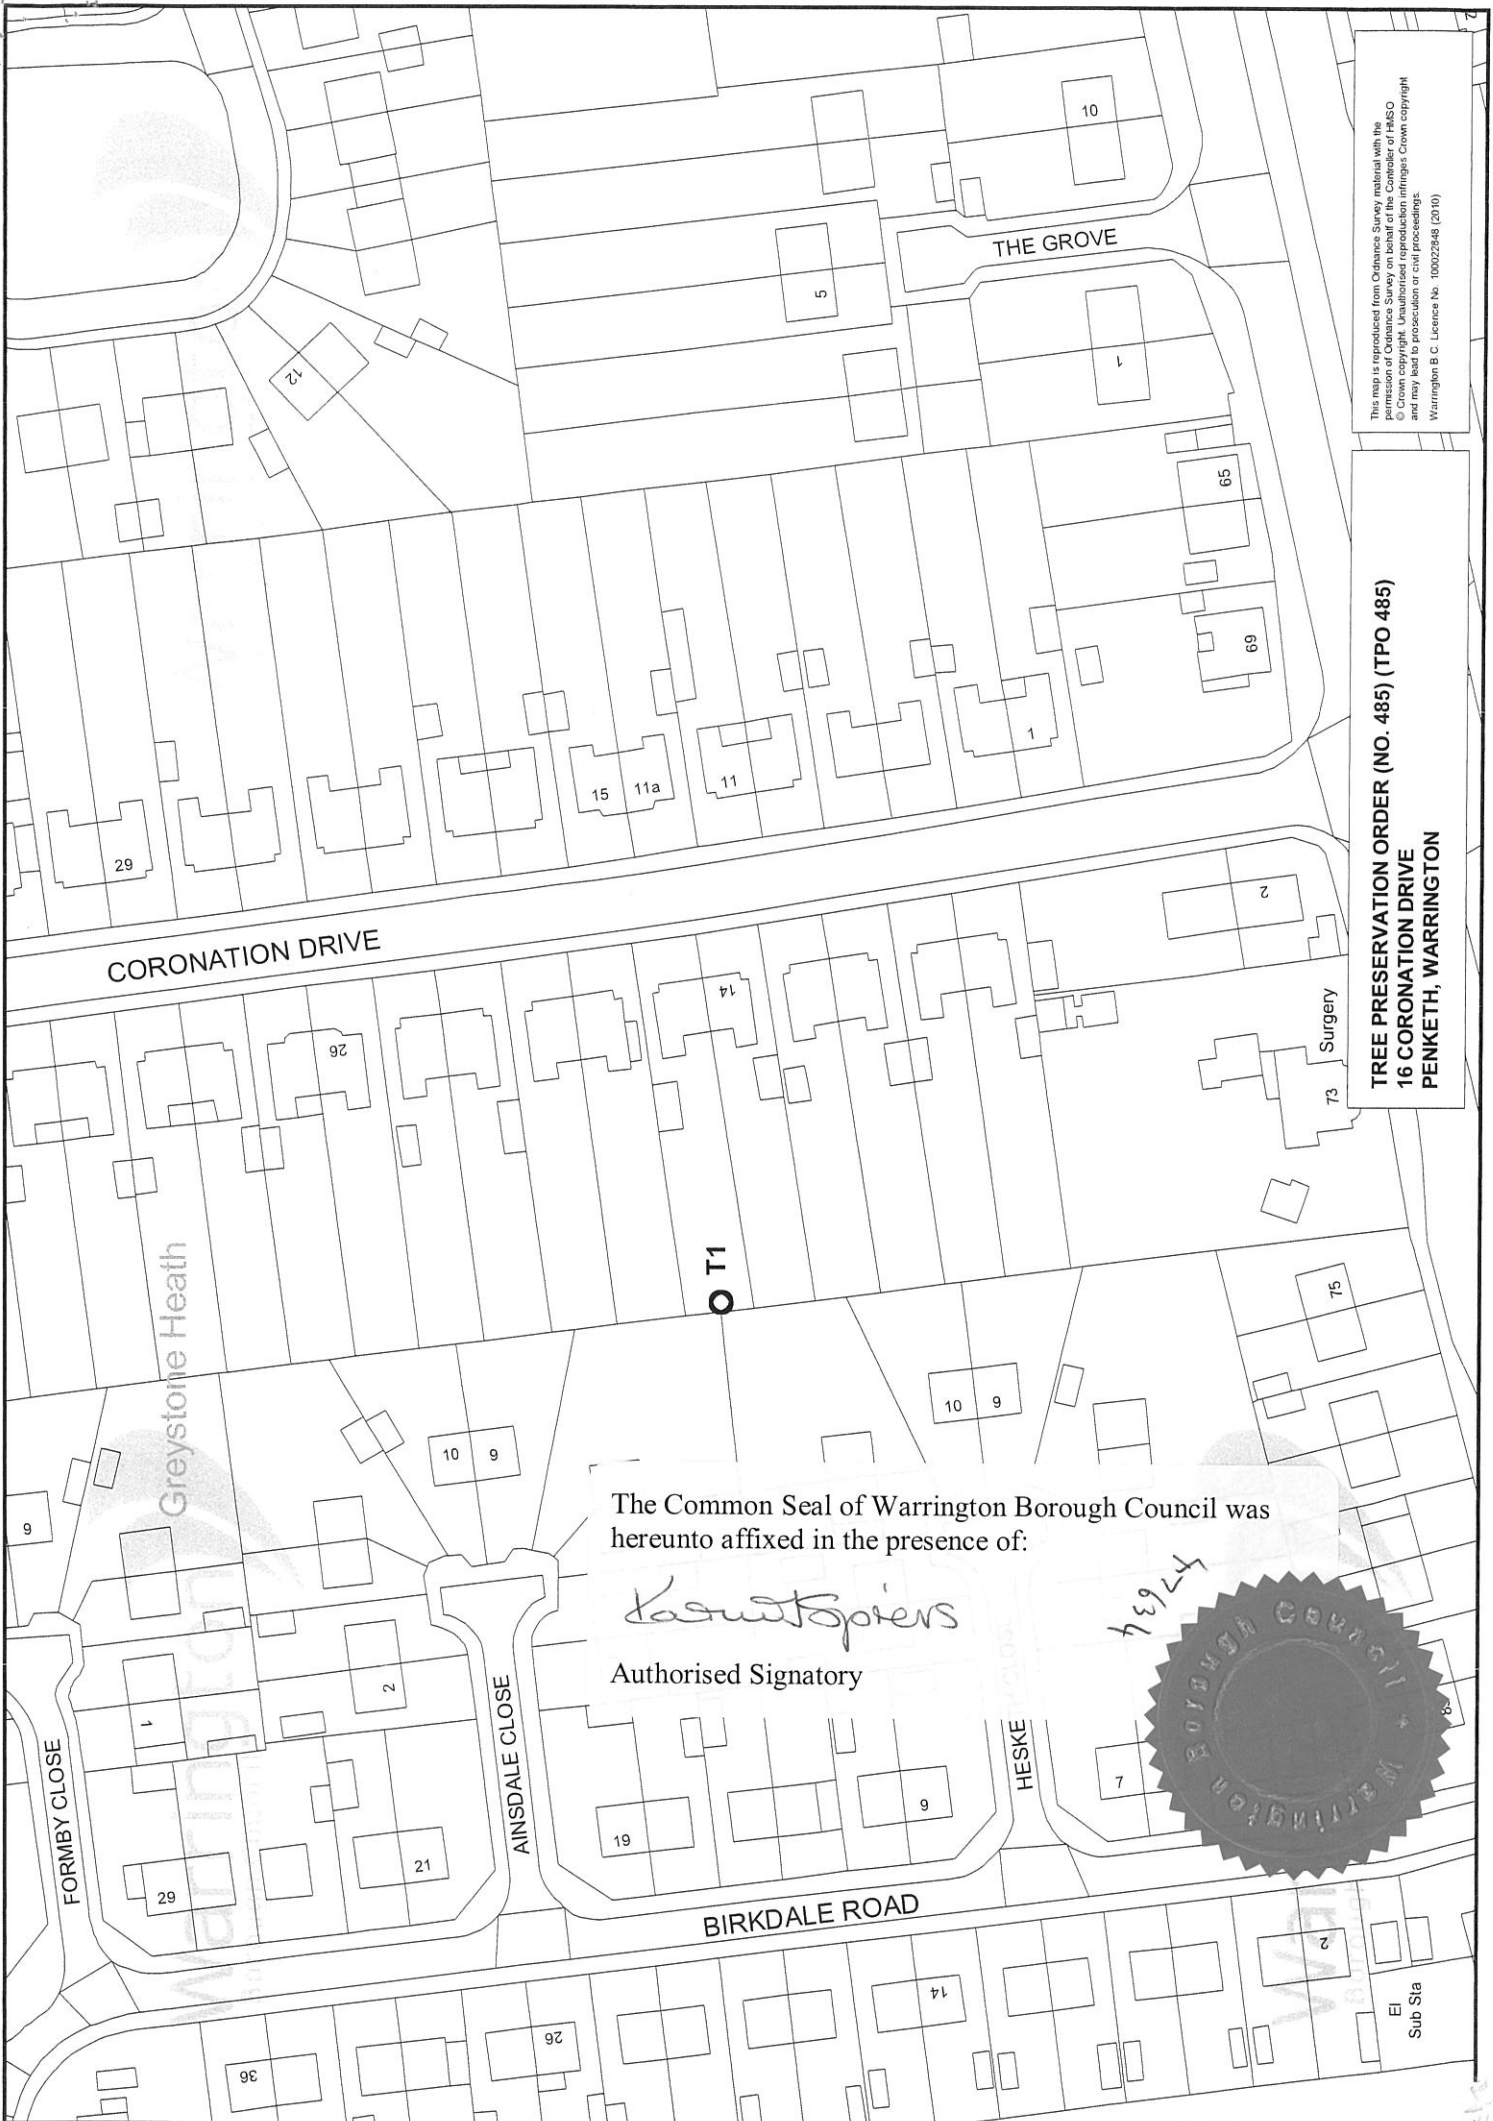 This map is reproduced from Ordnance Survey material with the
permission of Ordnance Survey on behalf of the Controller of HMSO
© Crown copyright. Unauthorised reproduction infringes Crown copyright
and may lead to prosecution or civil proceedings.
Warrington B.C. Licence No. 100022848 (2010)
TREE PRESERVATION ORDER (NO. 485) (TPO 485)
16 CORONATION DRIVE
PENKETH, WARRINGTON
10
THE GROVE
5
1
12
65
69
1
11
11a
15
29
CORONATION DRIVE
2
14
26
Surgery
73
Greystone Heath
T1
75
10 9
10 9
9
The Common Seal of Warrington Borough Council was
hereunto affixed in the presence of:
Authorised Signatory
47634
Warrington Borough Council
Warrington
1
2
FORMBY CLOSE
AINSDALE CLOSE
HESKE
7
29
21
19
9
BIRKDALE ROAD
36
26
14
2
El
Sub Sta